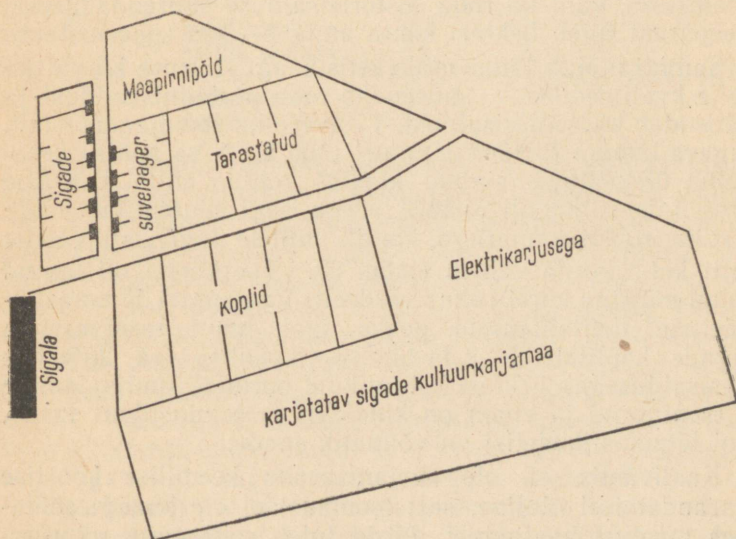 Maapirnipõld
Sigade
suvelaager
Tarastatud
koplid
Elektrikarjusega
karjatatav sigade kultuurkarjamaa
Sigala